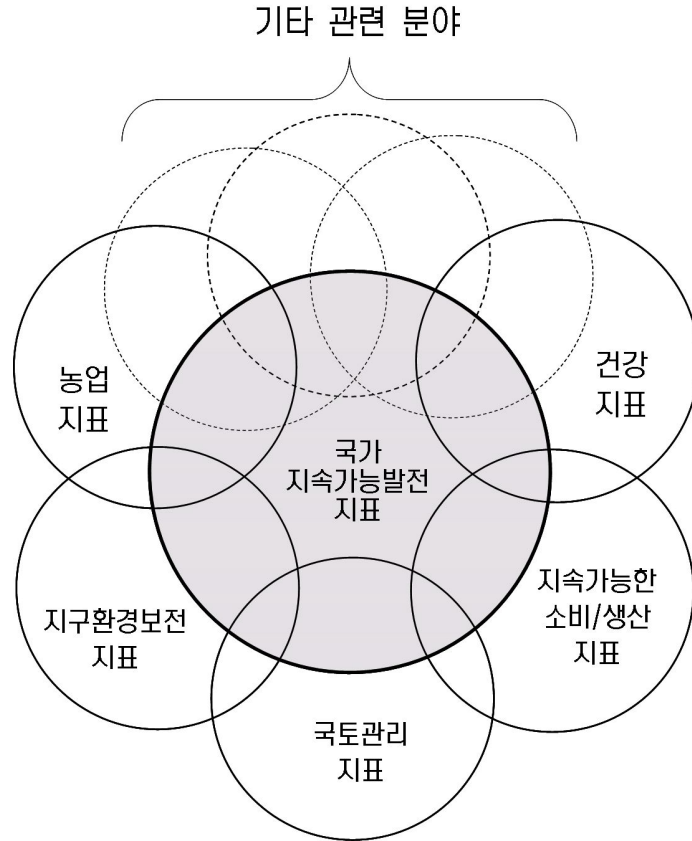 기타 관련 분야
농업
지표
건강
지표
국가
지속가능발전
지표
지구환경보전
지표
지속가능한
소비/생산
지표
국토관리
지표